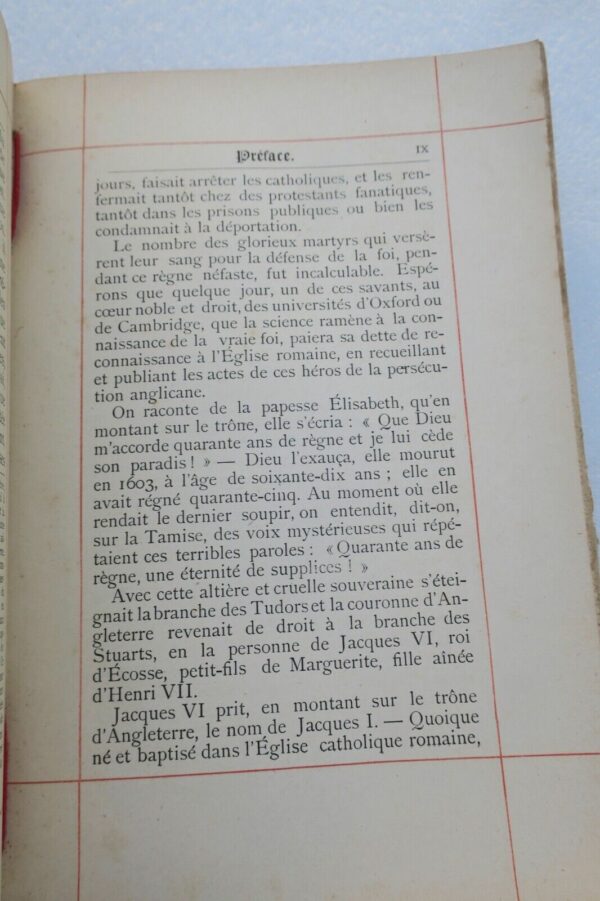 Préface. IX
jours, faisait arrêter les catholiques, et les ren-
fermait tantôt chez des protestants fanatiques,
tantôt dans les prisons publiques ou bien les
condamnait à la déportation.
Le nombre des glorieux martyrs qui versè-
rent leur sang pour la défense de la foi, pen-
dant ce règne néfaste, fut incalculable. Espé-
rons que quelque jour, un de ces savants, au
cœur noble et droit, des universités d'Oxford ou
de Cambridge, que la science ramène à la con-
naissance de la vraie foi, paiera sa dette de re-
connaissance à l'Église romaine, en recueillant
et publiant les actes de ces héros de la persécu-
tion anglicane.
On raconte de la papesse Élisabeth, qu'en
montant sur le trône, elle s'écria : « Que Dieu
m'accorde quarante ans de règne et je lui cède
son paradis ! » — Dieu l'exauça, elle mourut
en 1603, à l'âge de soixante-dix ans ; elle en
avait régné quarante-cinq. Au moment où elle
rendait le dernier soupir, on entendit, dit-on,
sur la Tamise, des voix mystérieuses qui répé-
taient ces terribles paroles : « Quarante ans de
règne, une éternité de supplices ! »
Avec cette altière et cruelle souveraine s'étei-
gnait la branche des Tudors et la couronne d'An-
gleterre revenait de droit à la branche des
Stuarts, en la personne de Jacques VI, roi
d'Écosse, petit-fils de Marguerite, fille aînée
d'Henri VII.
Jacques VI prit, en montant sur le trône
d'Angleterre, le nom de Jacques I. — Quoique
né et baptisé dans l'Église catholique romaine,